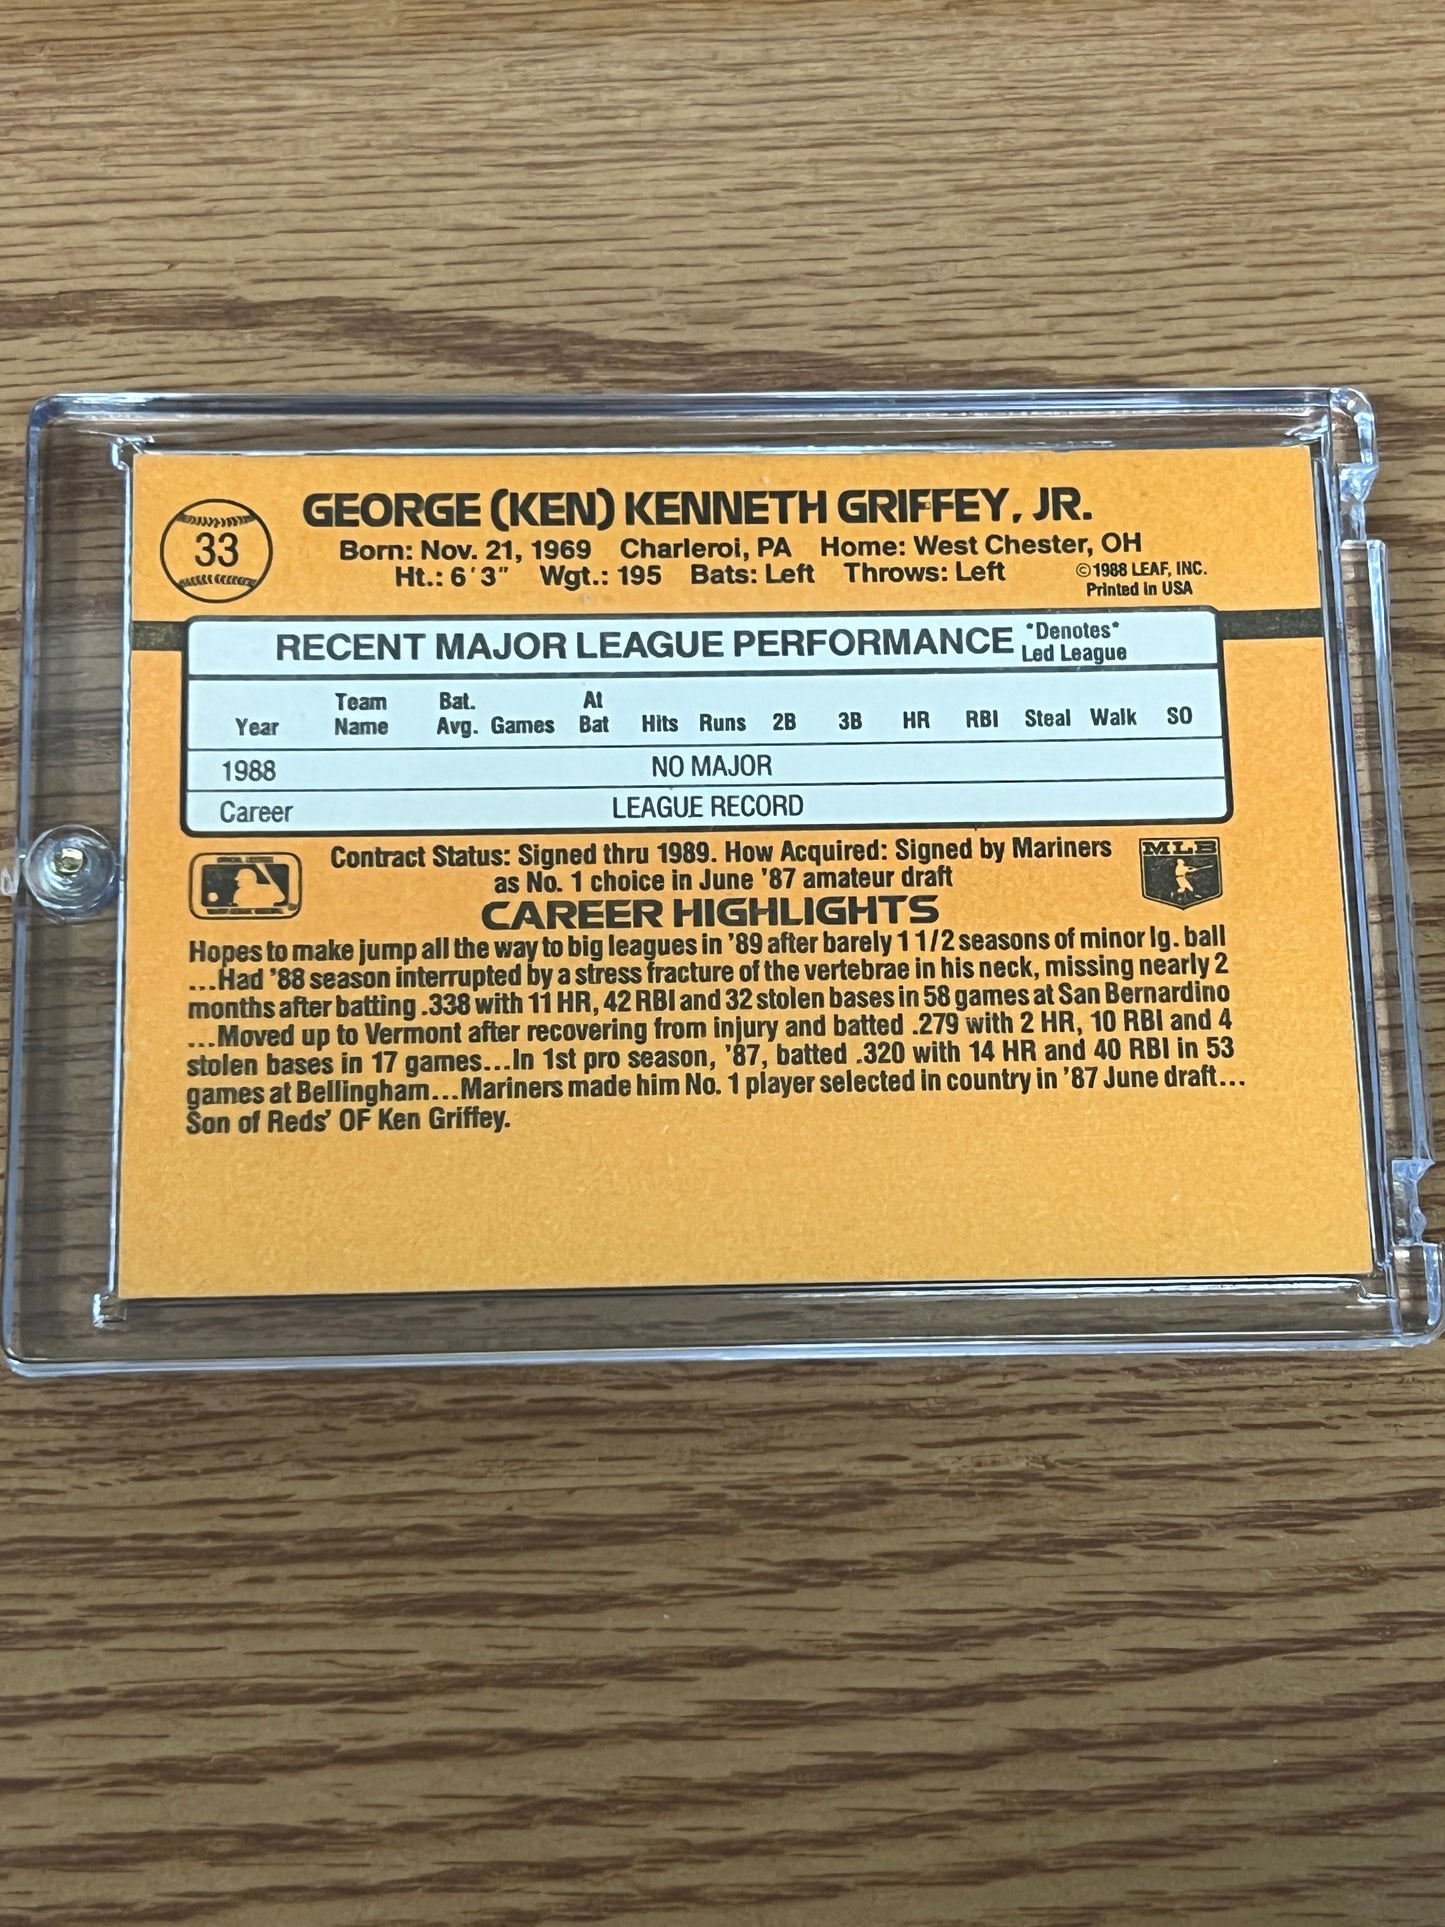 33
GEORGE (KEN) KENNETH GRIFFEY, JR.
Born: Nov. 21, 1969 Charleroi, PA Home: West Chester, OH
Ht.: 6'3" Wgt.: 195 Bats: Left Throws: Left
©1988 LEAF, INC.
Printed in USA
RECENT MAJOR LEAGUE PERFORMANCE *Denotes*
Led League
Year Team Name Bat. Avg. Games At Bat Hits Runs 2B 3B HR RBI Steal Walk SO
1988 NO MAJOR
Career LEAGUE RECORD
Contract Status: Signed thru 1989. How Acquired: Signed by Mariners
as No. 1 choice in June '87 amateur draft
MLB
CAREER HIGHLIGHTS
Hopes to make jump all the way to big leagues in '89 after barely 1 1/2 seasons of minor lg. ball
...Had '88 season interrupted by a stress fracture of the vertebrae in his neck, missing nearly 2
months after batting .338 with 11 HR, 42 RBI and 32 stolen bases in 58 games at San Bernardino
...Moved up to Vermont after recovering from injury and batted .279 with 2 HR, 10 RBI and 4
stolen bases in 17 games...In 1st pro season, '87, batted .320 with 14 HR and 40 RBI in 53
games at Bellingham...Mariners made him No. 1 player selected in country in '87 June draft...
Son of Reds' OF Ken Griffey.